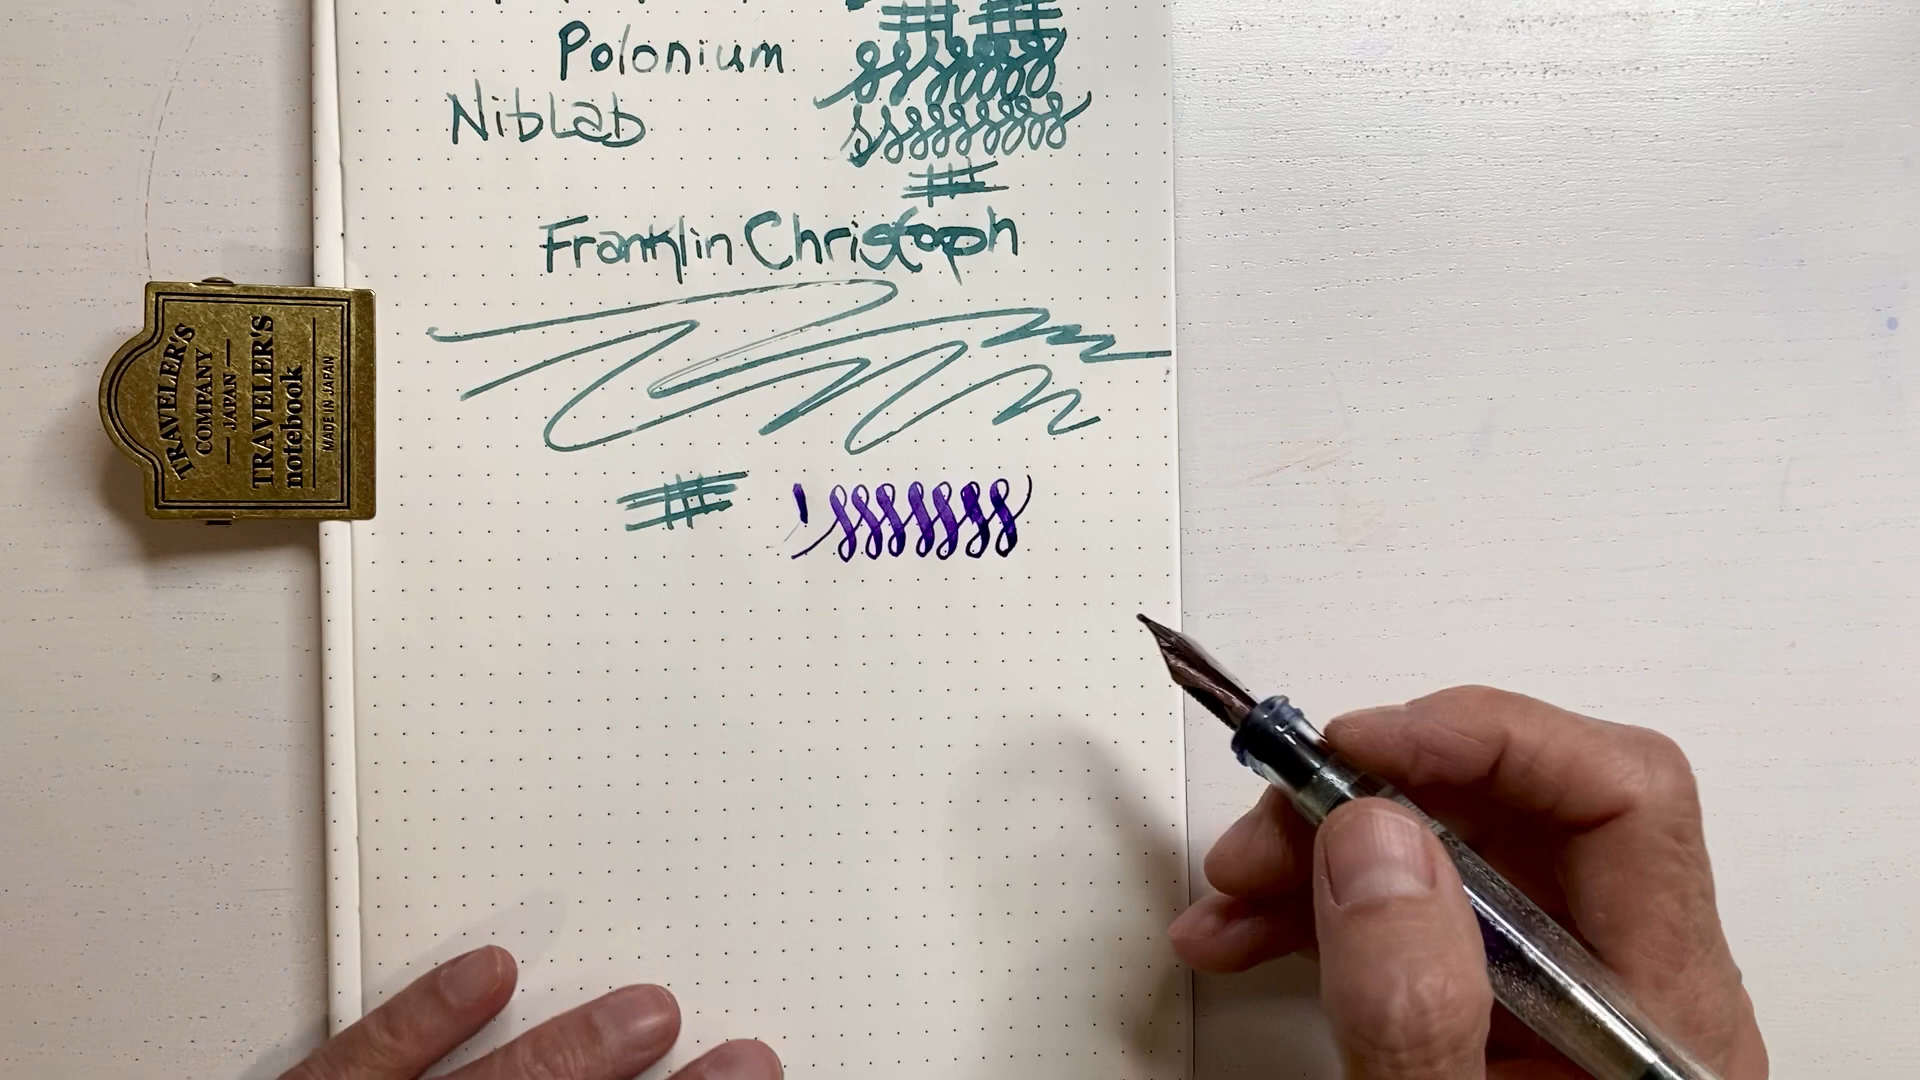 Polonium
NibLab
Franklin Christoph
TRAVELER'S
COMPANY
JAPAN
TRAVELER'S
notebook
MADE IN JAPAN